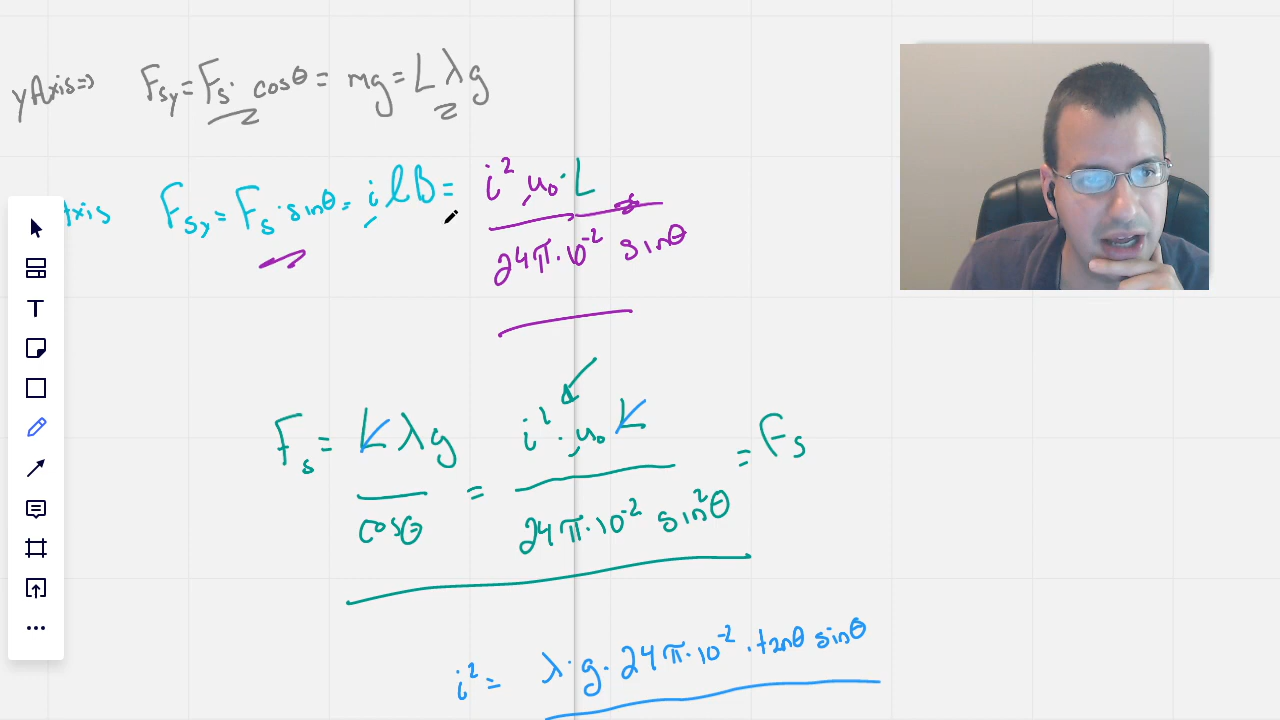 yAxis⇒ Fsy = Fs · cosθ = mg = Lλg
Axis Fsy = Fs · sinθ = ilB = i² μ₀ · L
24π·10⁻² sinθ
Fs = Lλg = i² · μ₀ L = Fs
cosθ 24π·10⁻² sin²θ
i² = λ·g·24π·10⁻²·tanθ sinθ
T